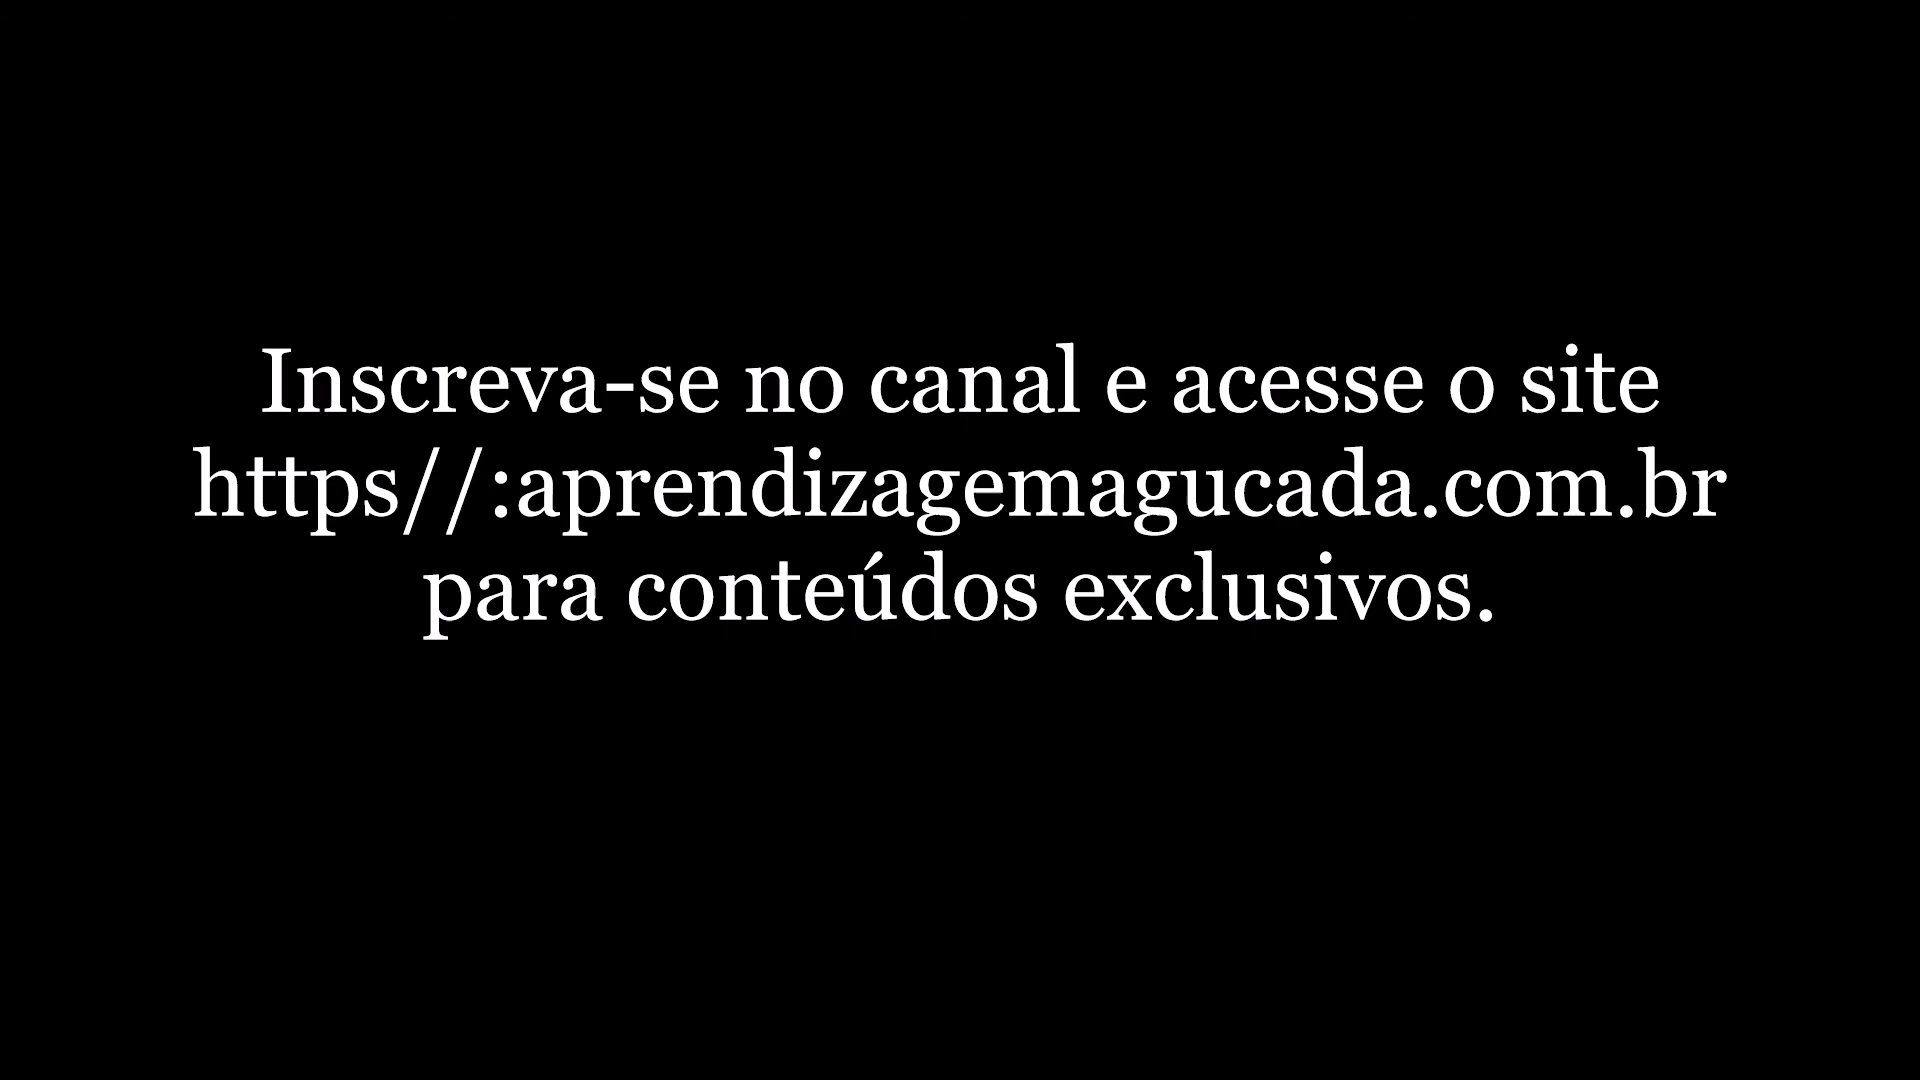 Inscreva-se no canal e acesse o site
https//:aprendizagemagucada.com.br
para conteúdos exclusivos.